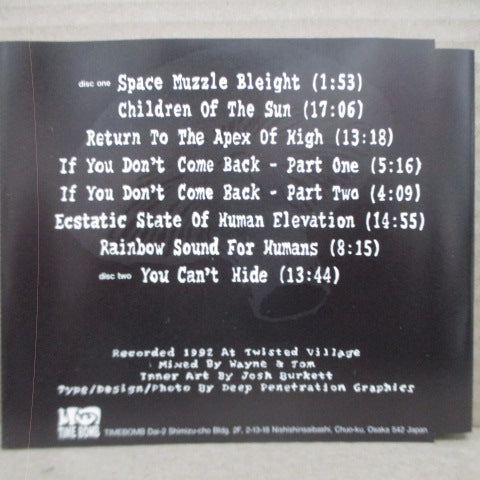 disc one Space Muzzle Bleight (1:53)
Children Of The Sun (17:06)
Return To The Apex Of High (13:18)
If You Don't Come Back - Part One (5:16)
If You Don't Come Back - Part Two (4:09)
Ecstatic State Of Human Elevation (14:55)
Rainbow Sound For Humans (8:15)
disc two You Can't Hide (13:44)
Recorded 1992 At Twisted Village
Mixed By Wayne & Tom
Inner Art By Josh Burkett
Type/Design/Photo By Deep Penetration Graphics
TIME BOMB
TIMEBOMB Dai-2 Shimizu-cho Bldg. 2F, 2-13-18 Nishishinsaibashi, Chuo-ku, Osaka 542 Japan